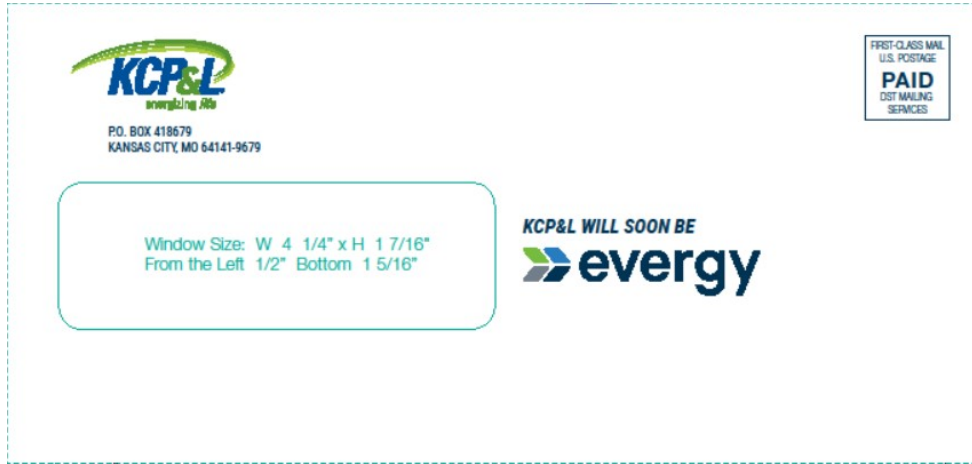 KCP&L
energizing life
P.O. BOX 418679
KANSAS CITY, MO 64141-9679
FIRST-CLASS MAIL
U.S. POSTAGE
PAID
DST MAILING
SERVICES
Window Size: W 4 1/4" x H 1 7/16"
From the Left 1/2" Bottom 1 5/16"
KCP&L WILL SOON BE
evergy